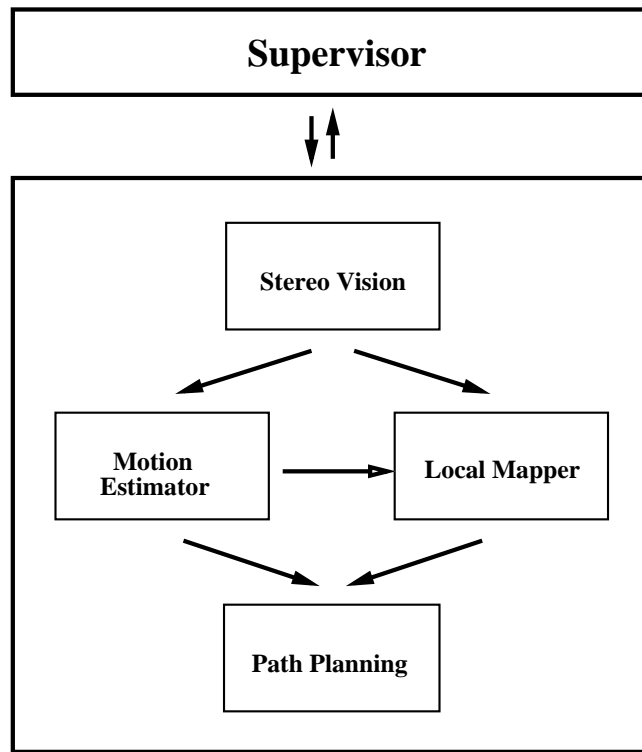 Supervisor
Stereo Vision
Motion
Estimator
Local Mapper
Path Planning